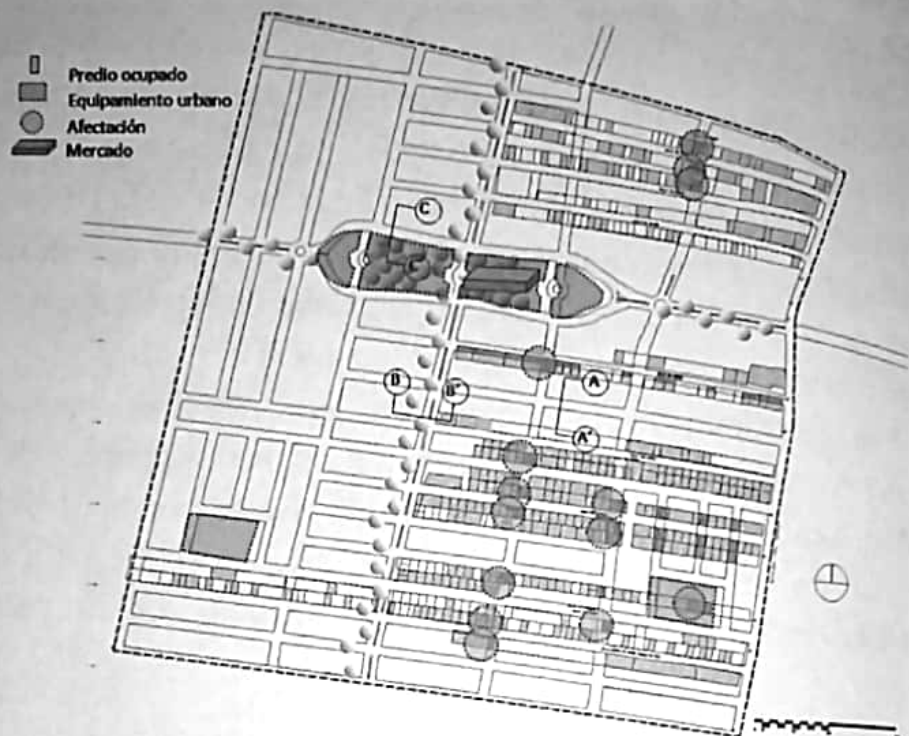 Predio ocupado
Equipamiento urbano
Afectación
Mercado
C
A
B
B'
A'